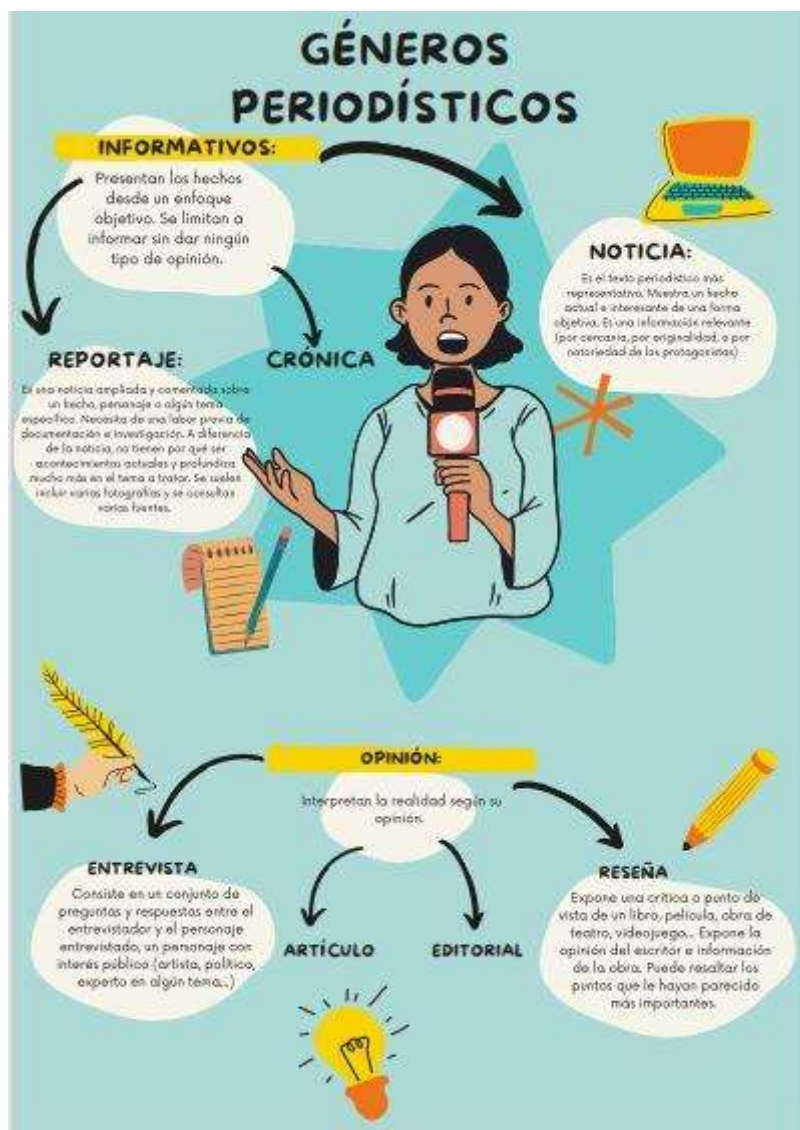 GÉNEROS
PERIODÍSTICOS
INFORMATIVOS:
Presentan los hechos
desde un enfoque
objetivo. Se limitan a
informar sin dar ningún
tipo de opinión.
NOTICIA:
Es el texto periodístico más
representativo. Muestra un hecho
actual e interesante de una forma
objetiva. Es una información relevante
(por cercanía, por originalidad, o por
notoriedad de los protagonistas)
REPORTAJE:
Es una noticia ampliada y comentada sobre
un hecho, personaje o algún tema
específico. Necesita de una labor previa de
documentación e investigación. A diferencia
de la noticia, no tienen por qué ser
acontecimientos actuales y profundiza
mucho más en el tema a tratar. Se suelen
incluir varias fotografías y se consultan
varias fuentes.
CRÓNICA
OPINIÓN:
Interpretan la realidad según su
opinión.
ENTREVISTA
Consiste en un conjunto de
preguntas y respuestas entre el
entrevistador y el personaje
entrevistado, un personaje con
interés público (artista, político,
experto en algún tema...)
ARTÍCULO
EDITORIAL
RESEÑA
Expone una crítica o punto de
vista de un libro, película, obra de
teatro, videojuego... Expone la
opinión del escritor e información
de la obra. Puede resaltar los
puntos que le hayan parecido
más importantes.